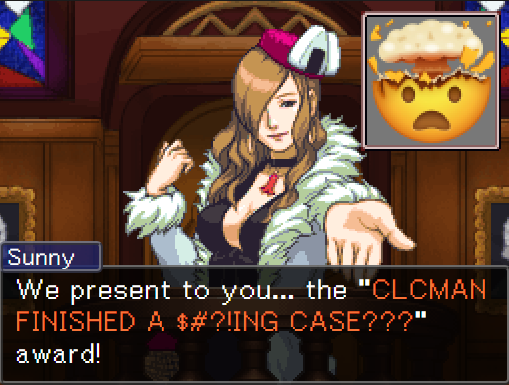 Sunny
We present to you... the "CLCMAN
FINISHED A $#?!ING CASE???"
award!